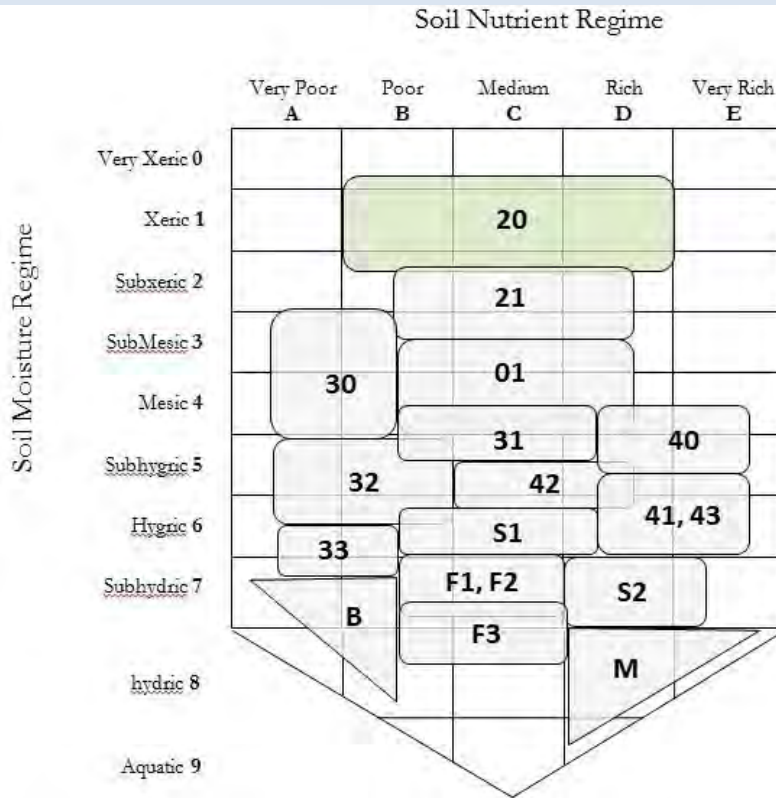 Soil Nutrient Regime
Very Poor Poor Medium Rich Very Rich
A B C D E
Soil Moisture Regime
Very Xeric 0
Xeric 1
20
Subxeric 2
21
SubMesic 3
01
30
Mesic 4
31
40
Subhygric 5
32
42
41, 43
Hygric 6
S1
33
Subhydric 7
F1, F2
S2
B
F3
M
hydric 8
Aquatic 9